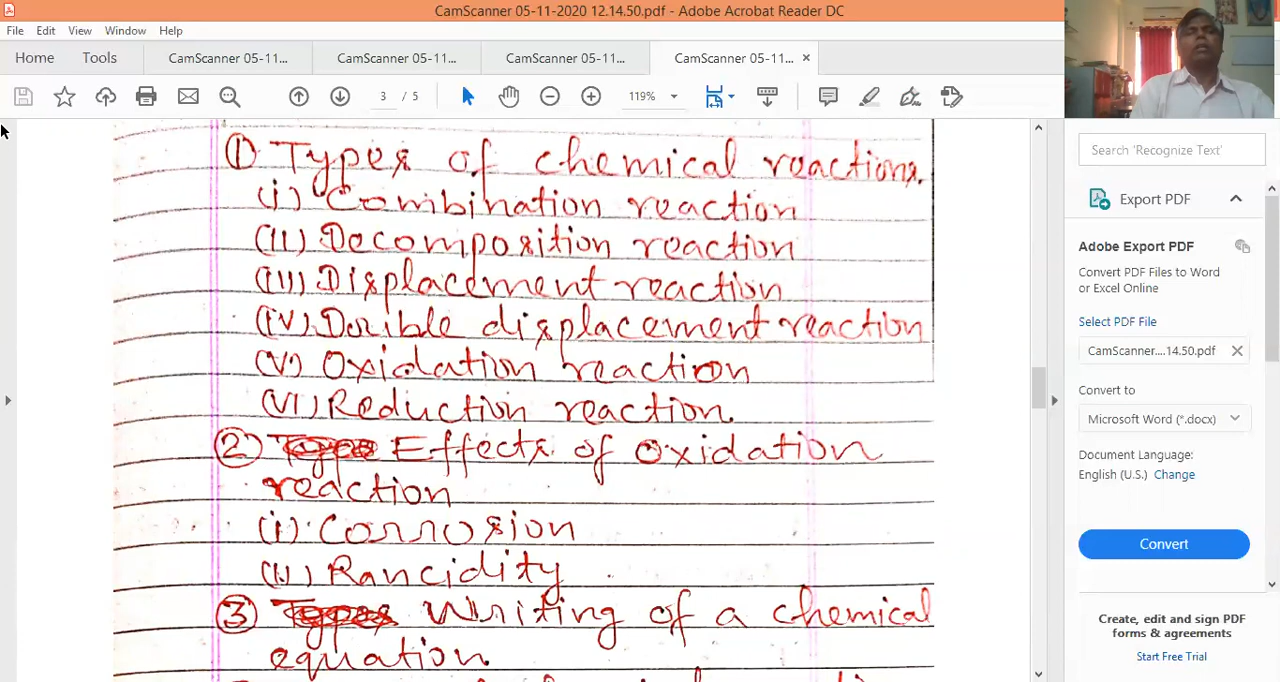 CamScanner 05-11-2020 12.14.50.pdf - Adobe Acrobat Reader DC
File Edit View Window Help
Home Tools CamScanner 05-11... CamScanner 05-11... CamScanner 05-11... CamScanner 05-11... ×
3 / 5 119%
① Types of chemical reactions.
(i) Combination reaction
(II) Decomposition reaction
(III) Displacement reaction
(IV). Double displacement reaction
(V) Oxidation reaction
(VI) Reduction reaction.
② Effects of Oxidation
reaction
(i). Corrosion
(II) Rancidity
③ Writing of a chemical
equation.
Search 'Recognize Text'
Export PDF
Adobe Export PDF
Convert PDF Files to Word
or Excel Online
Select PDF File
CamScanner....14.50.pdf
Convert to
Microsoft Word (*.docx)
Document Language:
English (U.S.) Change
Convert
Create, edit and sign PDF
forms & agreements
Start Free Trial